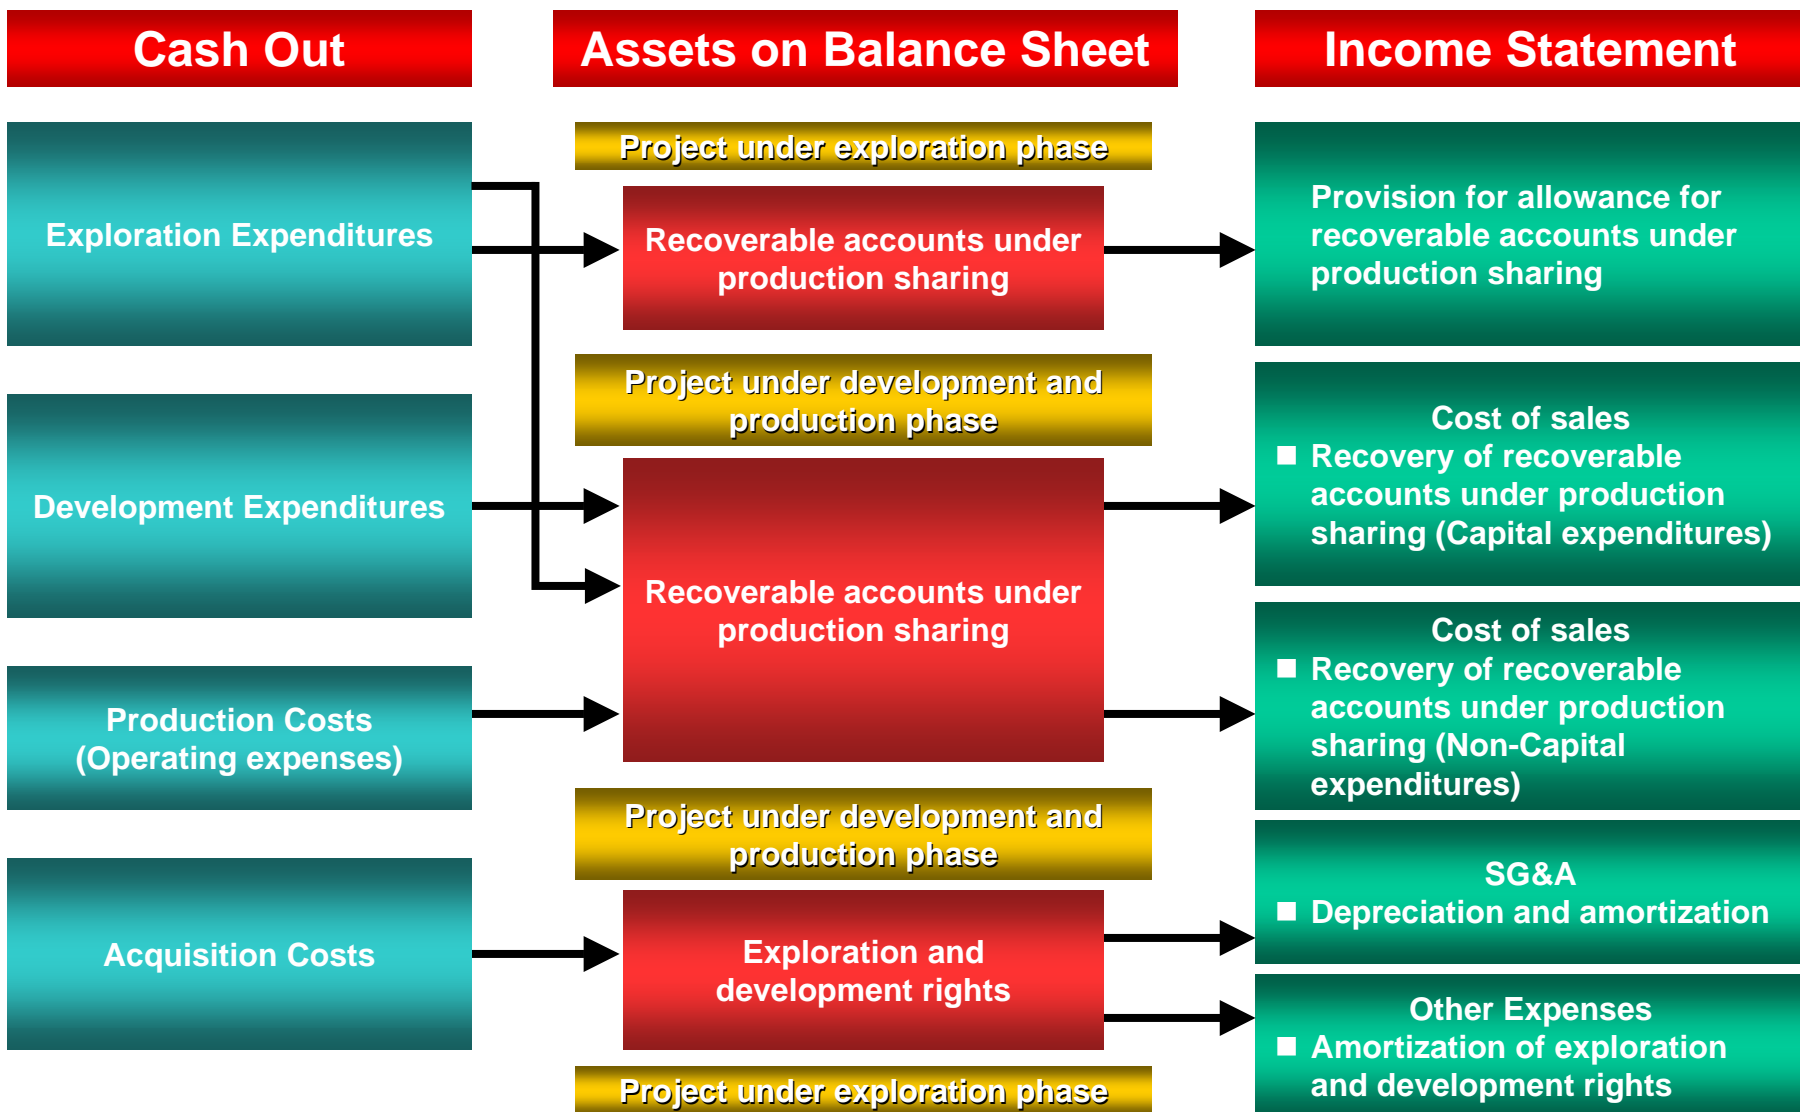 Cash Out
Assets on Balance Sheet
Income Statement
Exploration Expenditures
Development Expenditures
Production Costs
(Operating expenses)
Acquisition Costs
Project under exploration phase
Recoverable accounts under
production sharing
Project under development and
production phase
Recoverable accounts under
production sharing
Project under development and
production phase
Exploration and
development rights
Project under exploration phase
Provision for allowance for
recoverable accounts under
production sharing
Cost of sales
■ Recovery of recoverable
accounts under production
sharing (Capital expenditures)
Cost of sales
■ Recovery of recoverable
accounts under production
sharing (Non-Capital
expenditures)
SG&A
■ Depreciation and amortization
Other Expenses
■ Amortization of exploration
and development rights